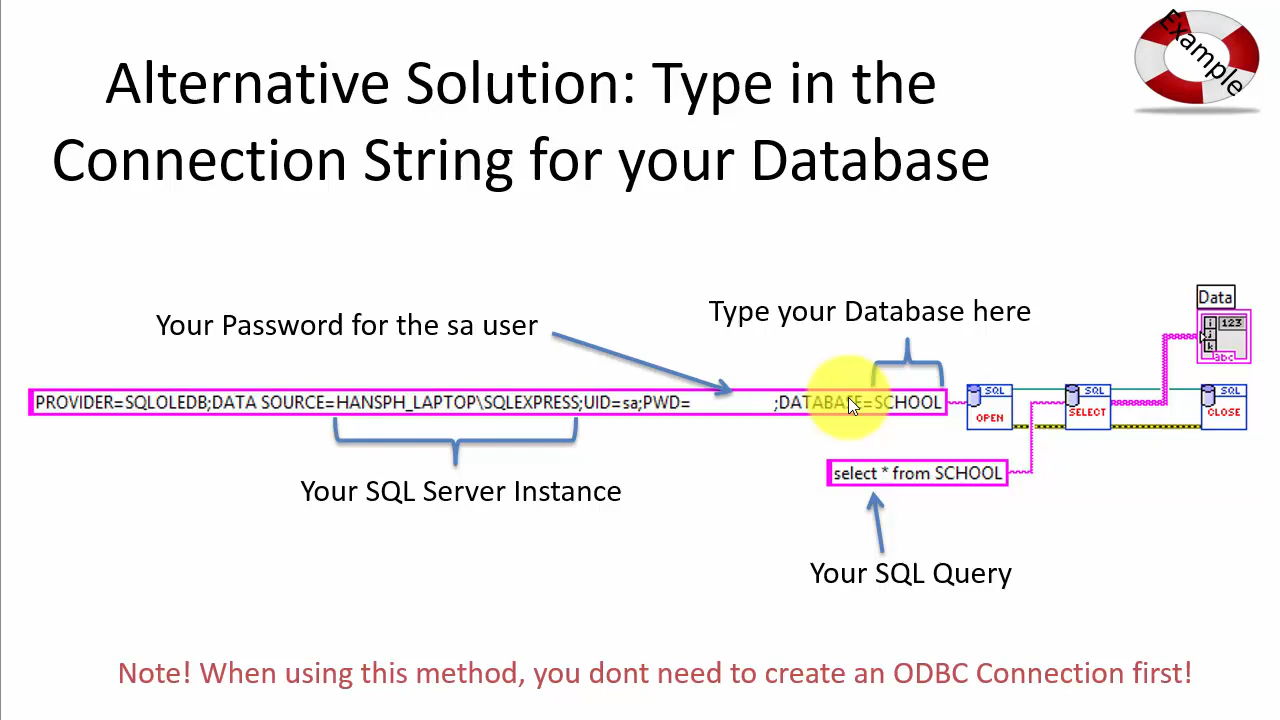 Example
Alternative Solution: Type in the
Connection String for your Database
Your Password for the sa user
Type your Database here
Data
i 123
j
k
abc
PROVIDER=SQLOLEDB;DATA SOURCE=HANSPH_LAPTOP\SQLEXPRESS;UID=sa;PWD= ;DATABASE=SCHOOL
SQL
OPEN
SQL
SELECT
SQL
CLOSE
select * from SCHOOL
Your SQL Server Instance
Your SQL Query
Note! When using this method, you dont need to create an ODBC Connection first!